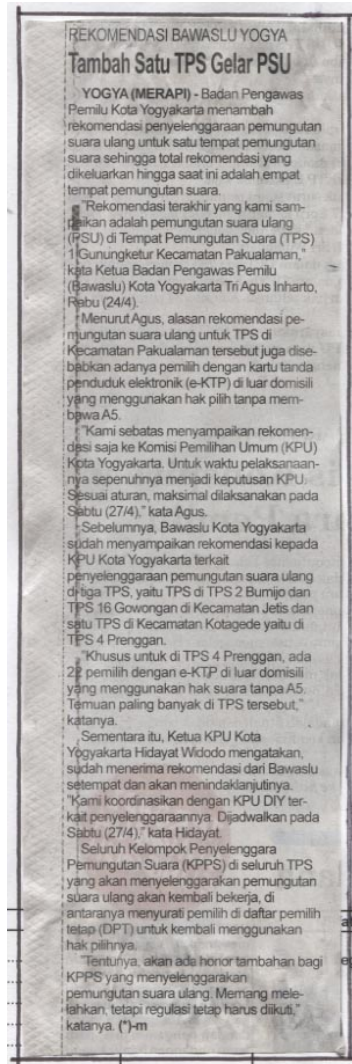 REKOMENDASI BAWASLU YOGYA
Tambah Satu TPS Gelar PSU
YOGYA (MERAPI) - Badan Pengawas
Pemilu Kota Yogyakarta menambah
rekomendasi penyelenggaraan pemungutan
suara ulang untuk satu tempat pemungutan
suara sehingga total rekomendasi yang
dikeluarkan hingga saat ini adalah empat
tempat pemungutan suara.
"Rekomendasi terakhir yang kami sam-
paikan adalah pemungutan suara ulang
(PSU) di Tempat Pemungutan Suara (TPS)
1 Gunungketur Kecamatan Pakualaman,"
kata Ketua Badan Pengawas Pemilu
(Bawaslu) Kota Yogyakarta Tri Agus Inharto,
Rabu (24/4).
Menurut Agus, alasan rekomendasi pe-
mungutan suara ulang untuk TPS di
Kecamatan Pakualaman tersebut juga dise-
babkan adanya pemilih dengan kartu tanda
penduduk elektronik (e-KTP) di luar domisili
yang menggunakan hak pilih tanpa mem-
bawa A5.
"Kami sebatas menyampaikan rekomen-
dasi saja ke Komisi Pemilihan Umum (KPU)
Kota Yogyakarta. Untuk waktu pelaksanaan-
nya sepenuhnya menjadi keputusan KPU.
Sesuai aturan, maksimal dilaksanakan pada
Sabtu (27/4)," kata Agus.
Sebelumnya, Bawaslu Kota Yogyakarta
sudah menyampaikan rekomendasi kepada
KPU Kota Yogyakarta terkait
penyelenggaraan pemungutan suara ulang
di tiga TPS, yaitu TPS di TPS 2 Bumijo dan
TPS 16 Gowongan di Kecamatan Jetis dan
satu TPS di Kecamatan Kotagede yaitu di
TPS 4 Prenggan.
"Khusus untuk di TPS 4 Prenggan, ada
22 pemilih dengan e-KTP di luar domisili
yang menggunakan hak suara tanpa A5.
Temuan paling banyak di TPS tersebut,"
katanya.
Sementara itu, Ketua KPU Kota
Yogyakarta Hidayat Widodo mengatakan,
sudah menerima rekomendasi dari Bawaslu
setempat dan akan menindaklanjutinya.
"Kami koordinasikan dengan KPU DIY ter-
kait penyelenggaraannya. Dijadwalkan pada
Sabtu (27/4)," kata Hidayat.
Seluruh Kelompok Penyelenggara
Pemungutan Suara (KPPS) di seluruh TPS
yang akan menyelenggarakan pemungutan
suara ulang akan kembali bekerja, di
antaranya menyurati pemilih di daftar pemilih
tetap (DPT) untuk kembali menggunakan
hak pilihnya.
"Tentunya, akan ada honor tambahan bagi
KPPS yang menyelenggarakan
pemungutan suara ulang. Memang mele-
lahkan, tetapi regulasi tetap harus diikuti,"
katanya. (*)-m